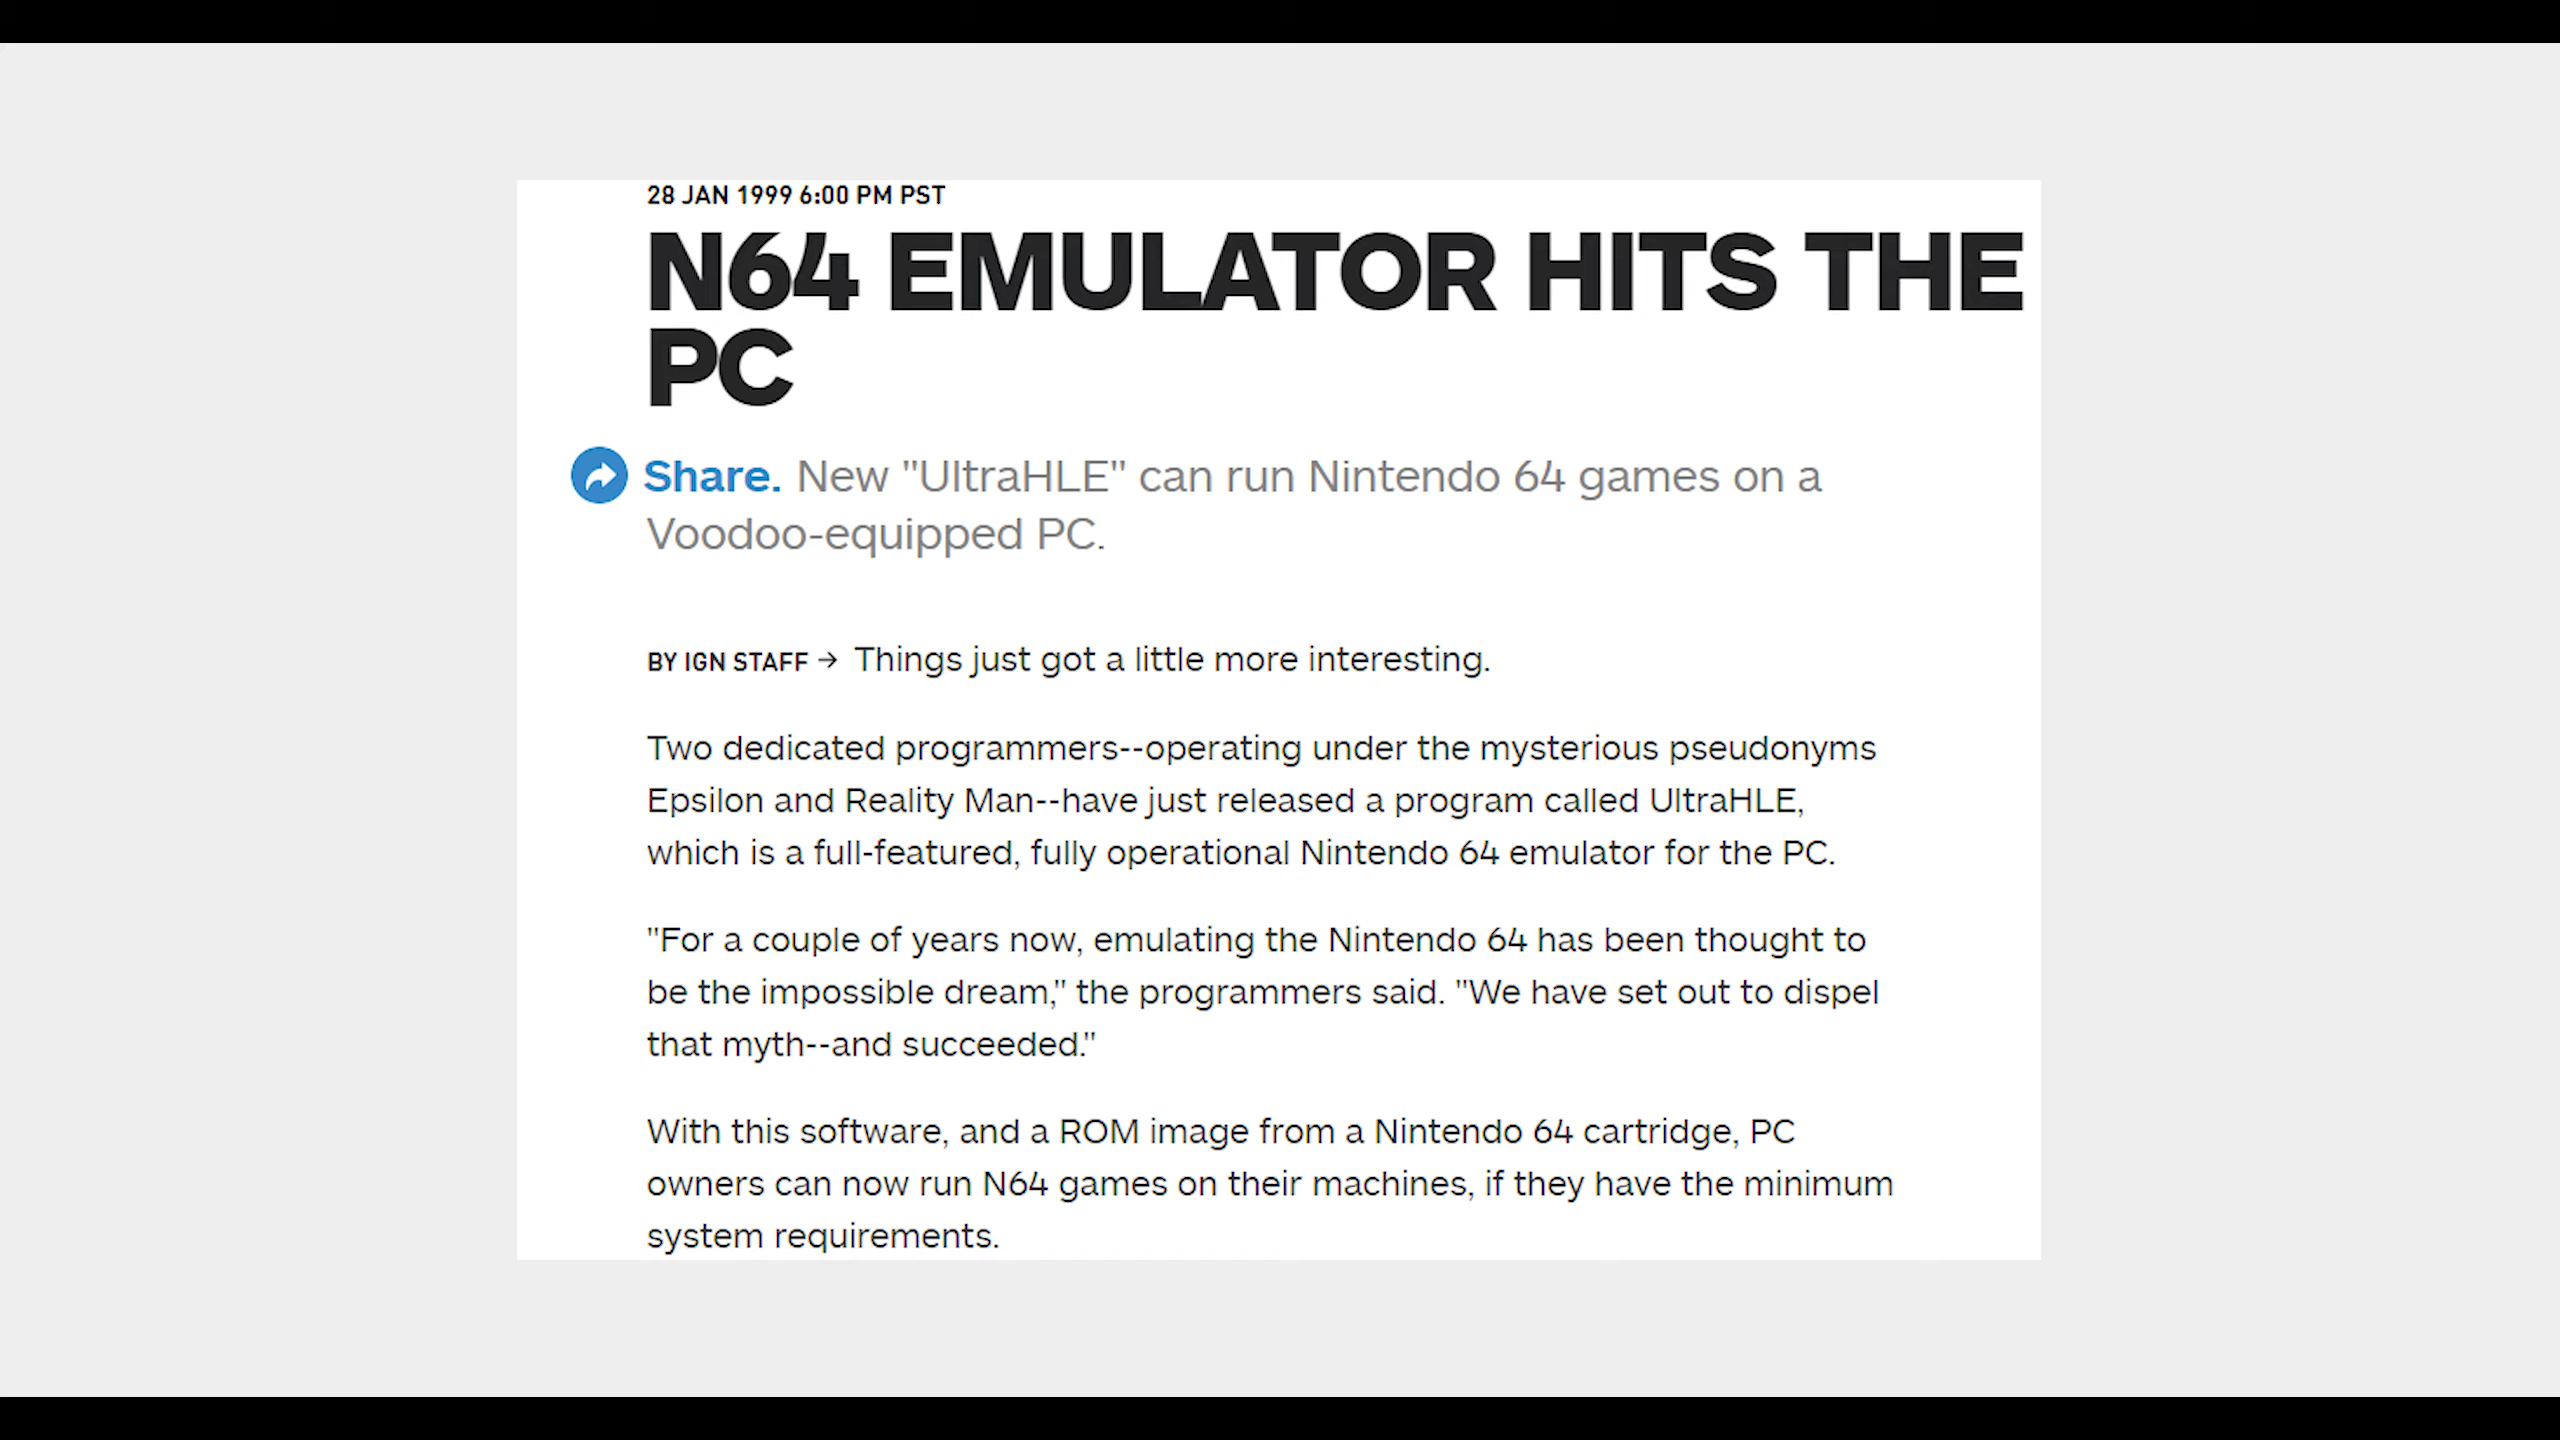 28 JAN 1999 6:00 PM PST
N64 EMULATOR HITS THE
PC
Share. New "UltraHLE" can run Nintendo 64 games on a
Voodoo-equipped PC.
BY IGN STAFF → Things just got a little more interesting.
Two dedicated programmers--operating under the mysterious pseudonyms
Epsilon and Reality Man--have just released a program called UltraHLE,
which is a full-featured, fully operational Nintendo 64 emulator for the PC.
"For a couple of years now, emulating the Nintendo 64 has been thought to
be the impossible dream," the programmers said. "We have set out to dispel
that myth--and succeeded."
With this software, and a ROM image from a Nintendo 64 cartridge, PC
owners can now run N64 games on their machines, if they have the minimum
system requirements.